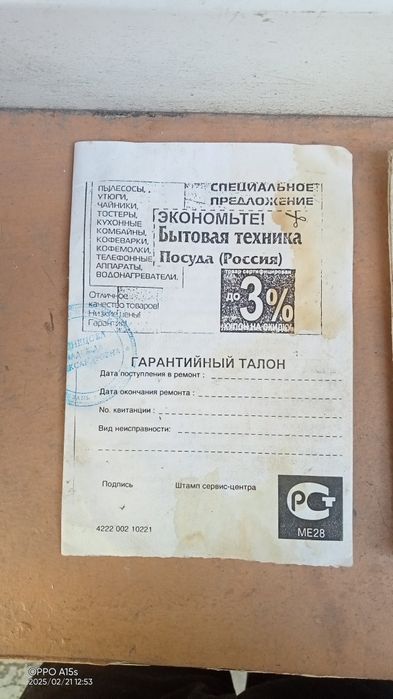 ПЫЛЕСОСЫ,
УТЮГИ,
ЧАЙНИКИ,
ТОСТЕРЫ,
КУХОННЫЕ
КОМБАЙНЫ,
КОФЕВАРКИ,
КОФЕМОЛКИ,
ТЕЛЕФОННЫЕ
АППАРАТЫ,
ВОДОНАГРЕВАТЕЛИ.
Отличное
качество товаров!
Низкие цены!
Гарантия!
СПЕЦИАЛЬНОЕ
ПРЕДЛОЖЕНИЕ
ЭКОНОМЬТЕ!
Бытовая техника
Посуда (Россия)
товар сертифицирован
до 3%
КУПОН НА СКИДКУ
ГАРАНТИЙНЫЙ ТАЛОН
Дата поступления в ремонт :
Дата окончания ремонта :
No. квитанции :
Вид неисправности:
Подпись Штамп сервис-центра
РСТ
МЕ28
4222 002 10221
OPPO A15s
2025/02/21 12:53